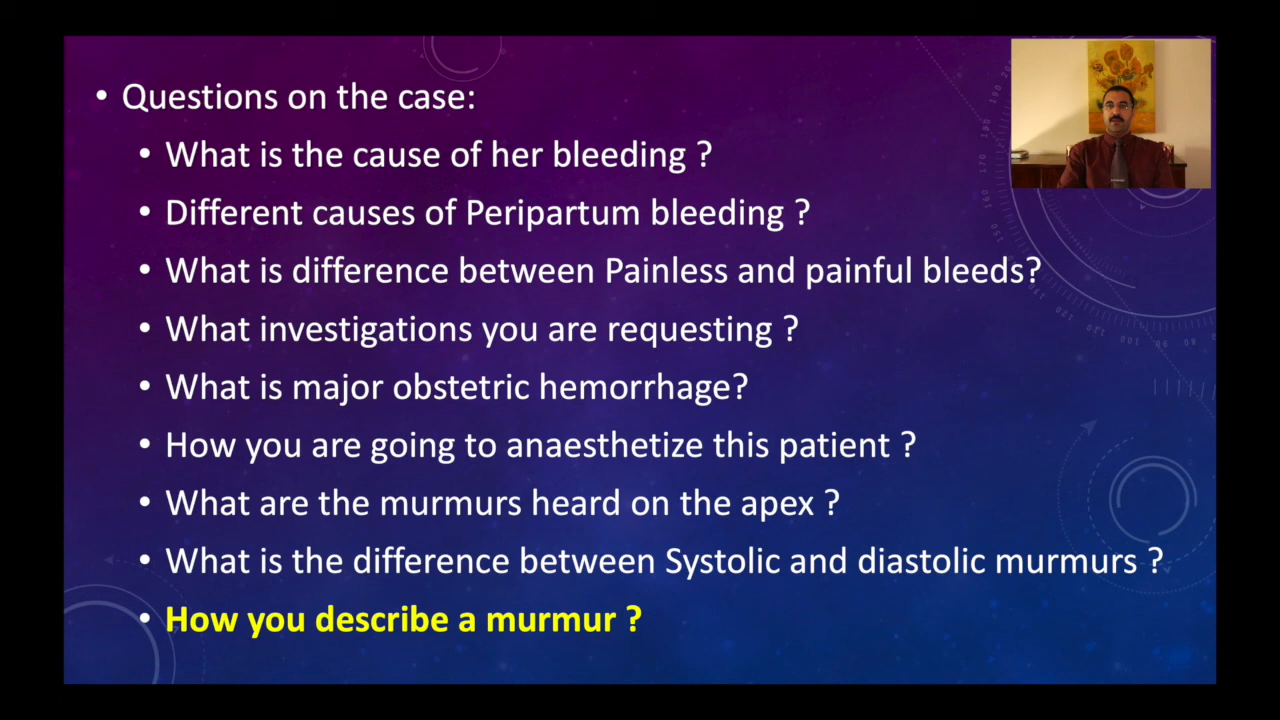 • Questions on the case:
• What is the cause of her bleeding ?
• Different causes of Peripartum bleeding ?
• What is difference between Painless and painful bleeds?
• What investigations you are requesting ?
• What is major obstetric hemorrhage?
• How you are going to anaesthetize this patient ?
• What are the murmurs heard on the apex ?
• What is the difference between Systolic and diastolic murmurs ?
• How you describe a murmur ?